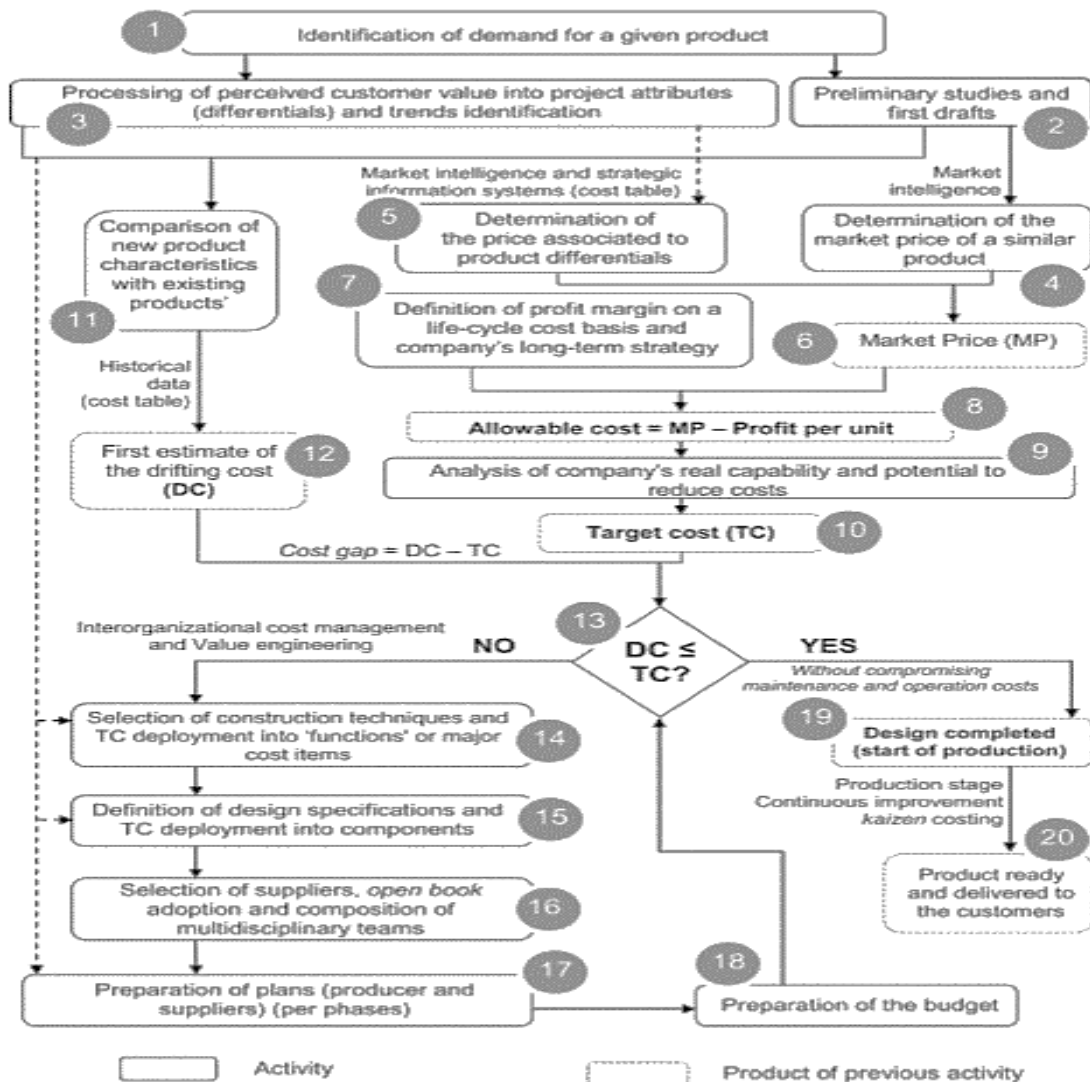 1
Identification of demand for a given product
Processing of perceived customer value into project attributes
(differentials) and trends identification
3
Preliminary studies and
first drafts
2
Market intelligence and strategic
information systems (cost table)
Market
intelligence
5
Determination of
the price associated to
product differentials
Determination of the
market price of a similar
product
4
Comparison of
new product
characteristics
with existing
products'
11
7
Definition of profit margin on a
life-cycle cost basis and
company's long-term strategy
6
Market Price (MP)
Historical
data
(cost table)
8
Allowable cost = MP – Profit per unit
First estimate of
the drifting cost
(DC)
12
9
Analysis of company's real capability and potential to
reduce costs
Target cost (TC)
10
Cost gap = DC – TC
13
DC ≤
TC?
Interorganizational cost management
and Value engineering
NO
YES
Without compromising
maintenance and operation costs
Selection of construction techniques and
TC deployment into 'functions' or major
cost items
14
19
Design completed
(start of production)
Definition of design specifications and
TC deployment into components
15
Production stage
Continuous improvement
kaizen costing
Selection of suppliers, open book
adoption and composition of
multidisciplinary teams
16
20
Product ready
and delivered to
the customers
17
Preparation of plans (producer and
suppliers) (per phases)
18
Preparation of the budget
Activity
Product of previous activity